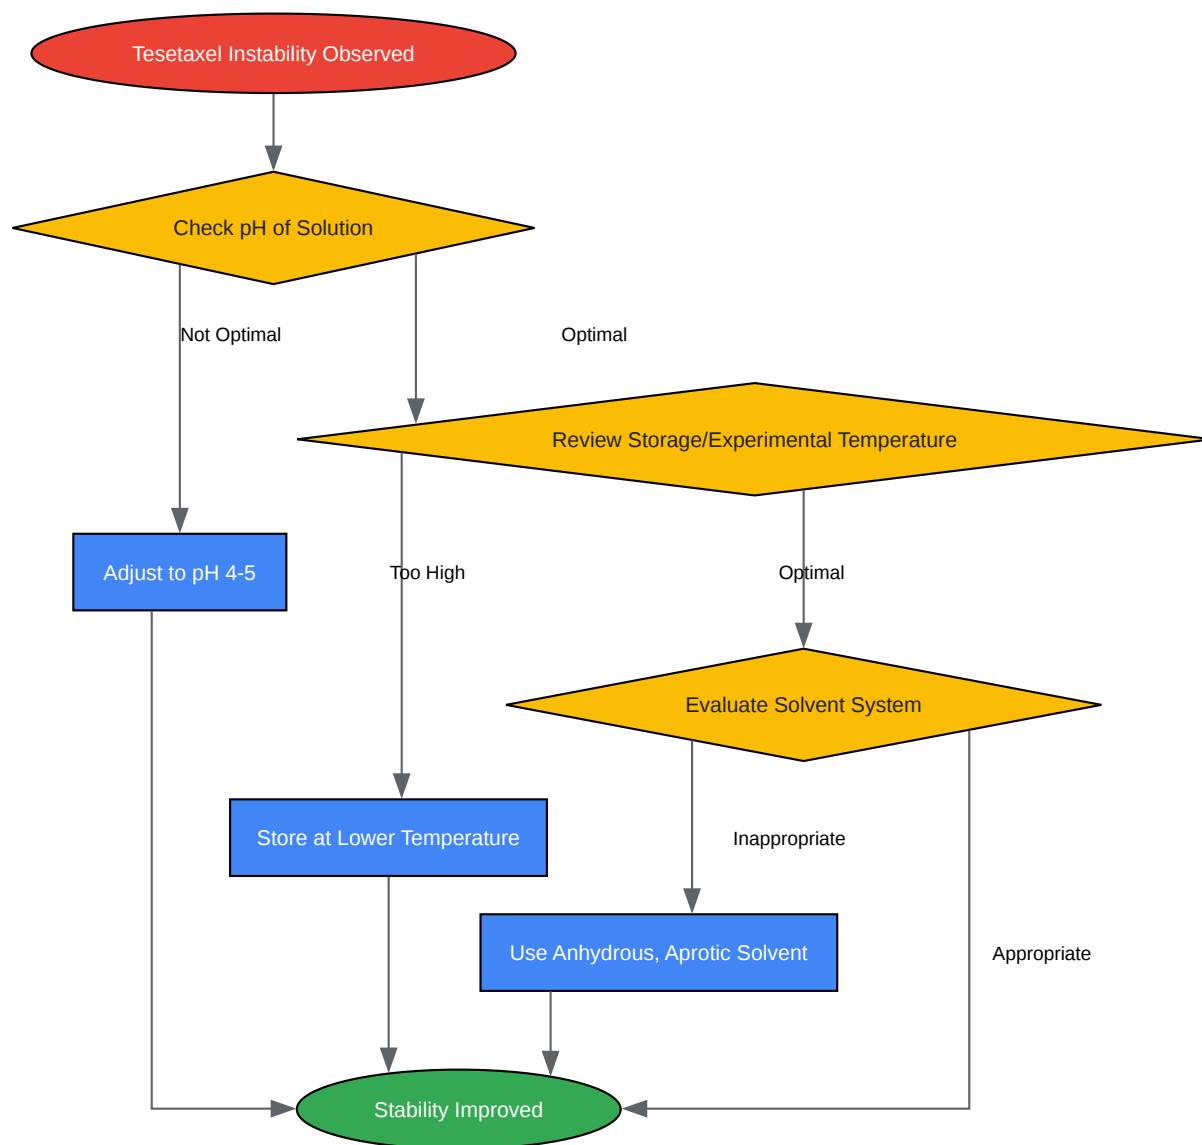 Tesetaxel Instability Observed
Check pH of Solution
Not Optimal
Optimal
Review Storage/Experimental Temperature
Adjust to pH 4-5
Too High
Optimal
Evaluate Solvent System
Store at Lower Temperature
Inappropriate
Use Anhydrous, Aprotic Solvent
Appropriate
Stability Improved